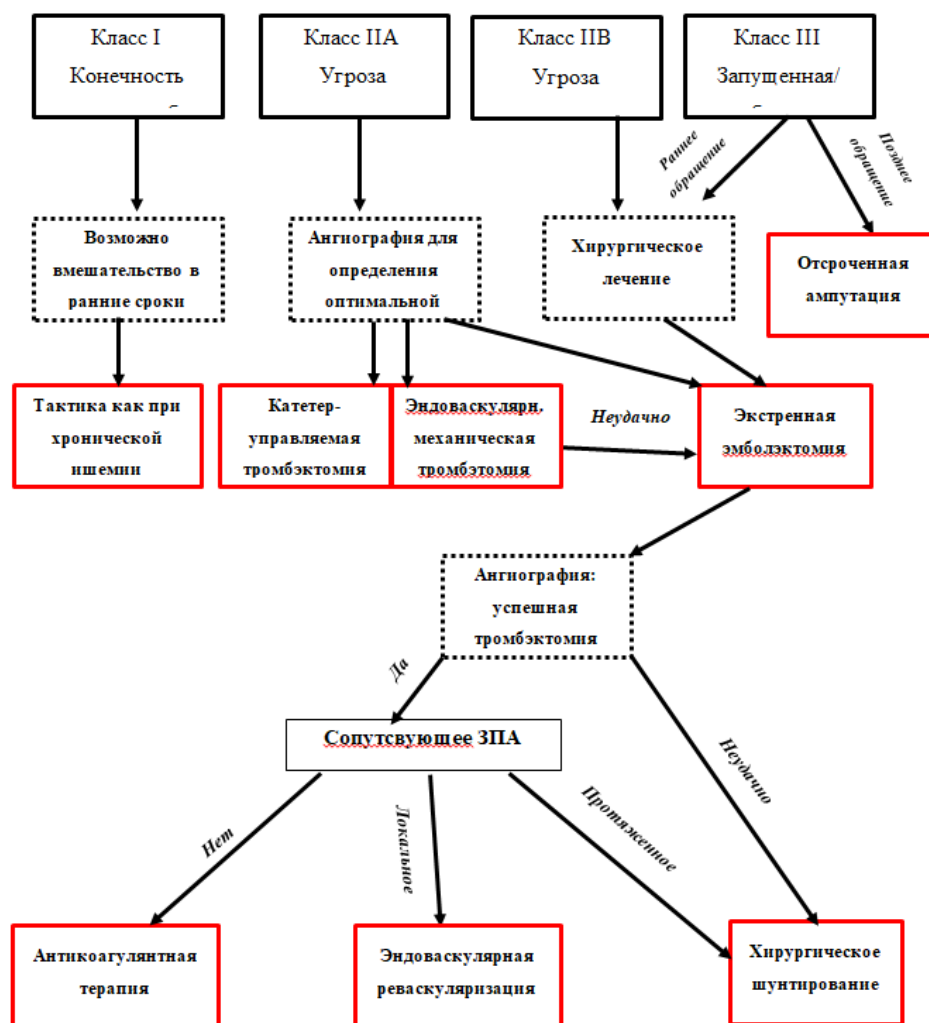 Класс I
Конечность
Класс IIА
Угроза
Класс IIВ
Угроза
Класс III
Запущенная/
Раннее
обращение
Позднее
обращение
Возможно
вмешательство в
ранние сроки
Ангиография для
определения
оптимальной
Хирургическое
лечение
Отсроченная
ампутация
Тактика как при
хронической
ишемии
Катетер-
управляемая
тромбэктомия
Эндоваскулярн.
механическая
тромбэтомия
Неудачно
Экстренная
эмболэктомия
Ангиография:
успешная
тромбэктомия
Да
Сопутсвующее ЗПА
Неудачно
Нет
Локальное
Протяженное
Антикоагулянтная
терапия
Эндоваскулярная
реваскуляризация
Хирургическое
шунтирование